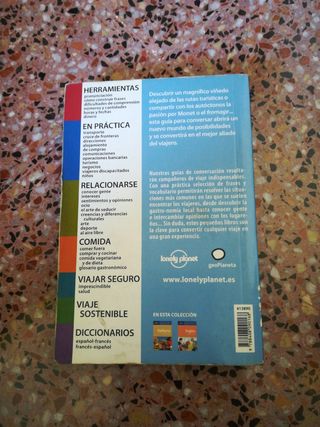 HERRAMIENTAS
pronunciación
cómo construir frases
dificultades de comprensión
números y cantidades
horas y fechas
dinero
EN PRÁCTICA
transporte
cruce de fronteras
direcciones
alojamiento
de compras
comunicaciones
operaciones bancarias
turismo
negocios
viajeros discapacitados
niños
RELACIONARSE
conocer gente
intereses
sentimientos y opiniones
ocio
el arte de seducir
creencias y diferencias
culturales
arte
deporte
al aire libre
COMIDA
comer fuera
comprar y cocinar
comida vegetariana
y de dieta
glosario gastronómico
VIAJAR SEGURO
imprescindible
salud
VIAJE
SOSTENIBLE
DICCIONARIOS
español-francés
francés-español
Descubrir un magnífico viñedo
alejado de las rutas turísticas o
compartir con los autóctonos la
pasión por Monet o el fromage...
esta guía para conversar abrirá un
nuevo mundo de posibilidades
y se convertirá en el mejor aliado
del viajero.
Nuestras guías de conversación resultan
compañeros de viaje indispensables.
Con una práctica selección de frases y
vocabulario permitirán resolver las situaciones
más comunes en las que se suelen
encontrar los viajeros, desde descubrir la
gastronomía local hasta conocer gente
e intercambiar opiniones con los lugareños...
Sin duda, estos pequeños libros son
la clave para convertir cualquier viaje en
una gran experiencia.
lonely planet
geoPlaneta
www.lonelyplanet.es
EN ESTA COLECCIÓN